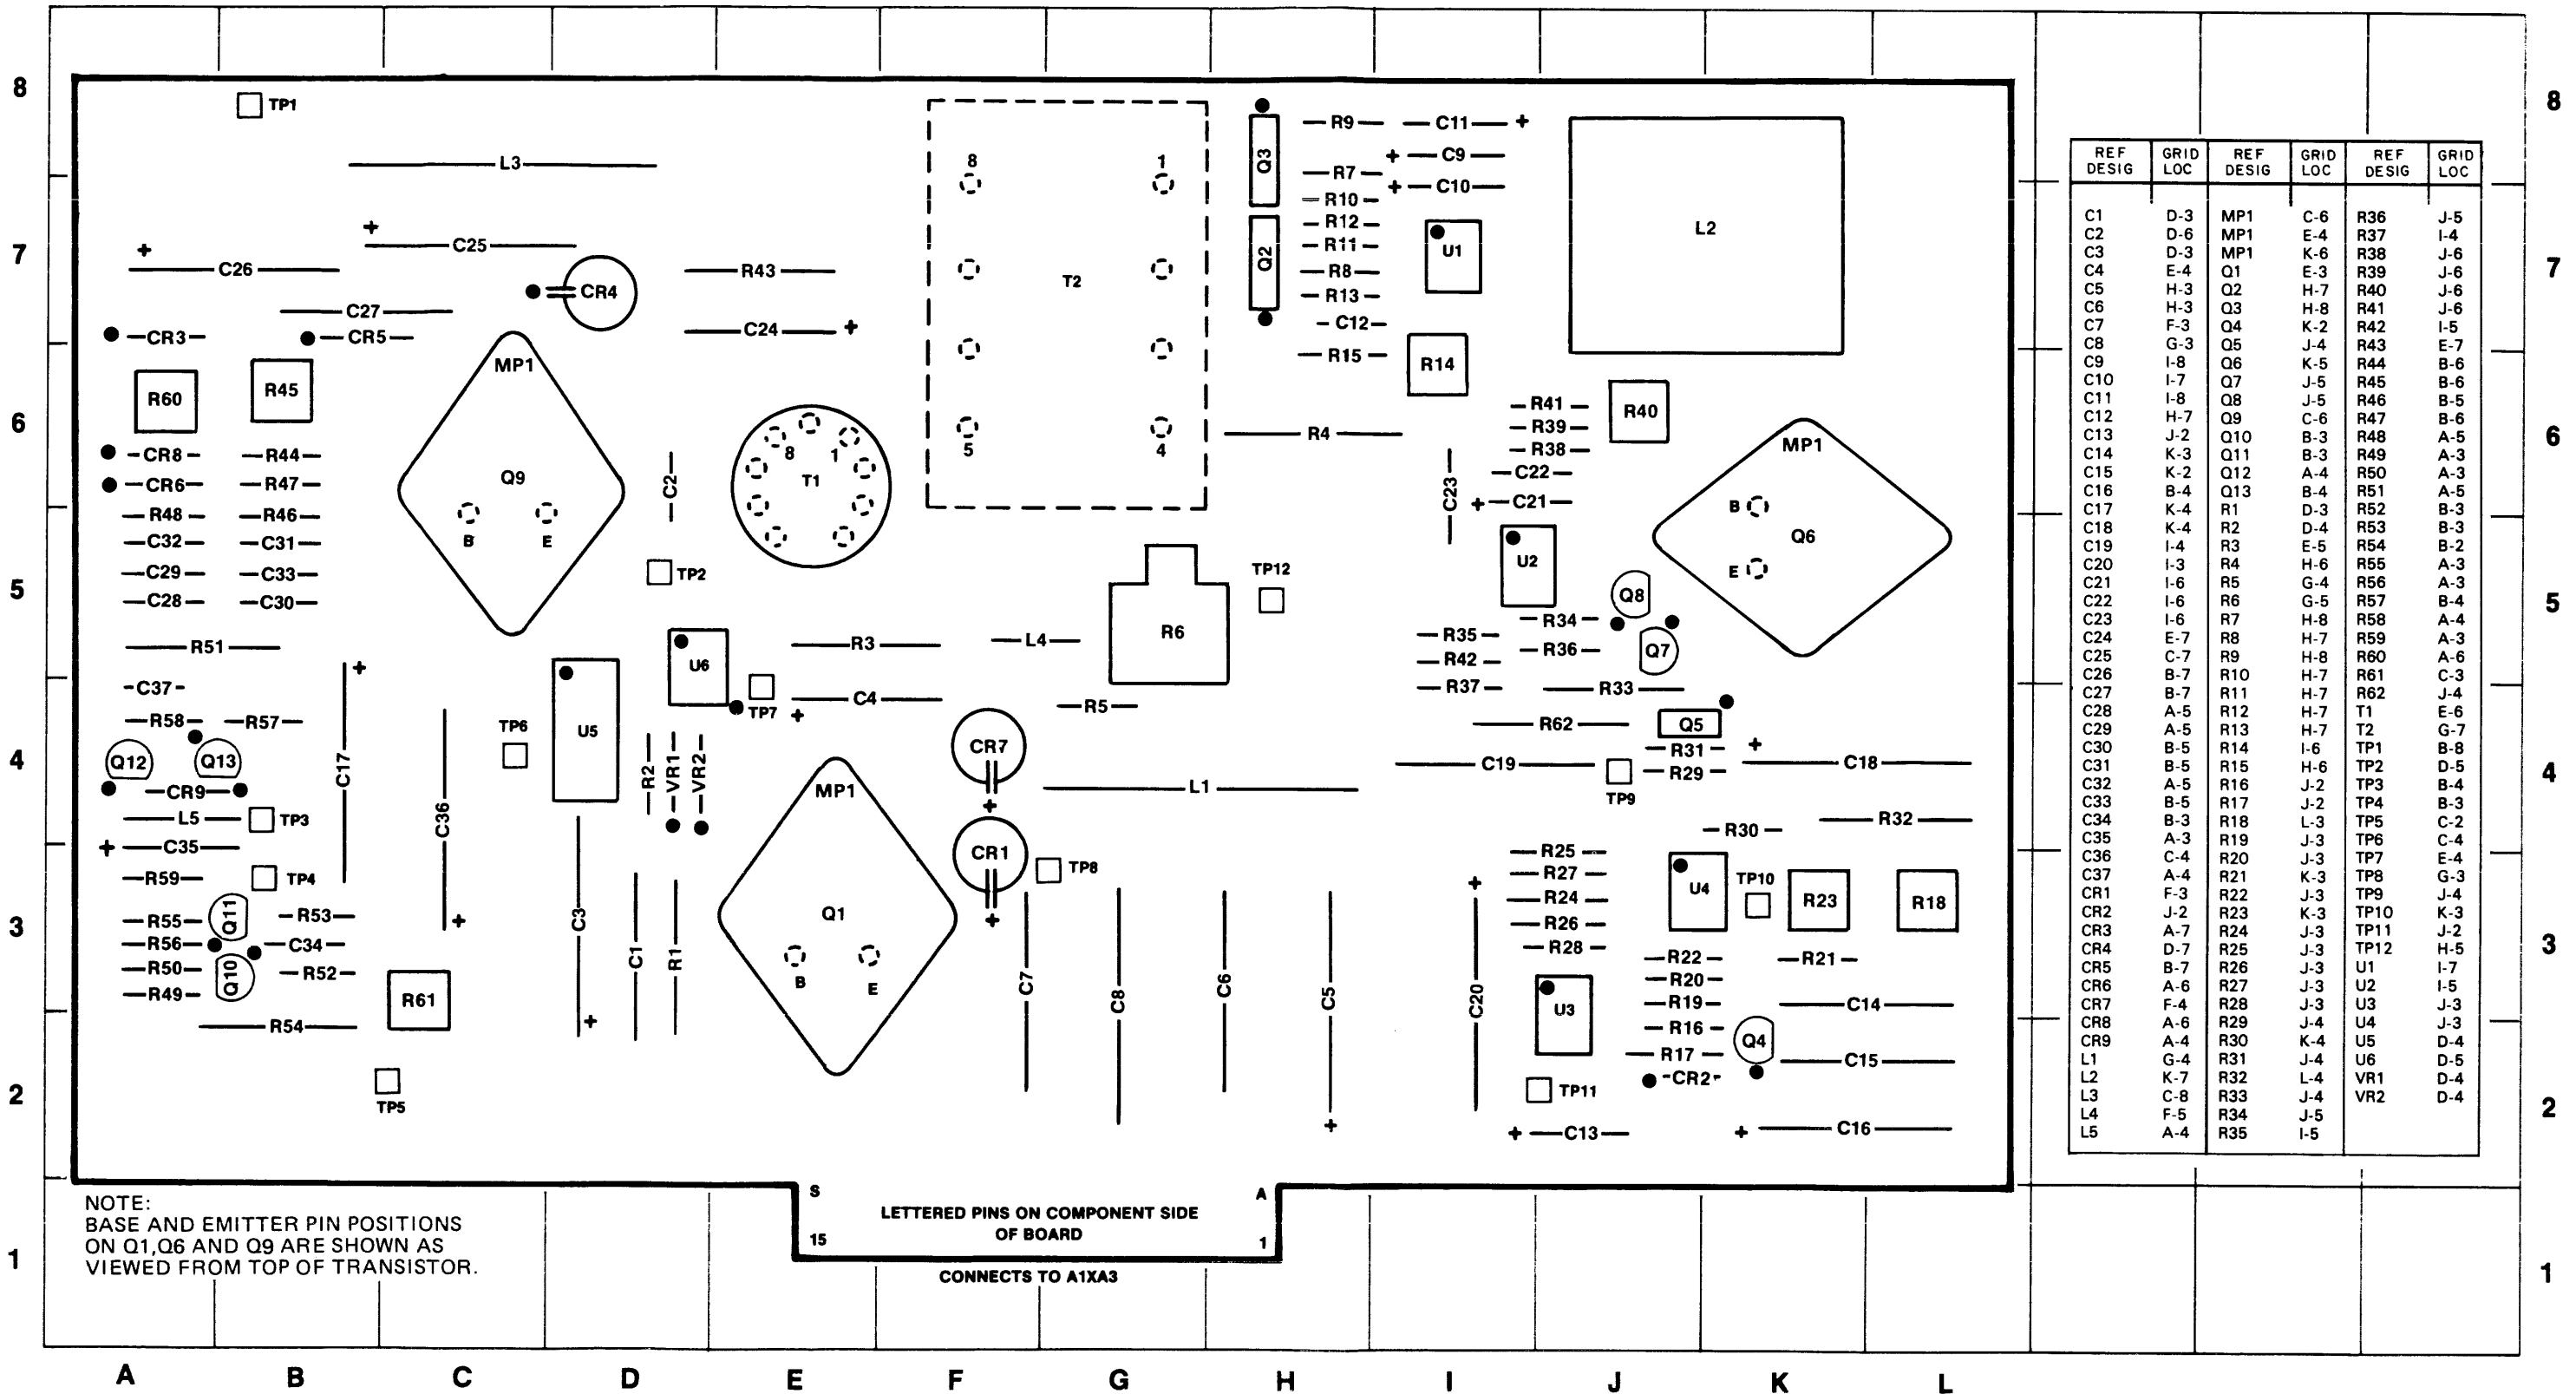 8
8
TP1
L3
C25
C26
C27
CR3
CR5
CR4
R43
C24
8
1
T2
5
4
Q3
Q2
R9
C11
C9
R7
C10
R10
R12
R11
R8
R13
C12
R15
U1
R14
L2
7
7
R60
R45
MP1
Q9
B
E
CR8
R44
CR6
R47
R48
R46
C32
C31
C29
C33
C28
C30
R51
C2
T1
8
1
R4
R41
R39
R38
R40
C22
C21
C23
MP1
B
Q6
E
6
6
TP2
U6
R3
L4
R6
TP12
U2
Q8
R34
R35
R36
Q7
R42
R37
R33
5
5
C37
R58
R57
Q12
Q13
CR9
L5
TP3
C35
C17
C36
TP6
U5
R2
VR1
VR2
TP7
C4
R5
CR7
L1
R62
Q5
R31
R29
C19
TP9
C18
R32
R30
MP1
4
4
R59
TP4
R55
Q11
R53
R56
C34
R50
Q10
R52
R49
R54
R61
C3
C1
R1
Q1
B
E
CR1
TP8
C7
C8
C6
C5
C20
R25
R27
R24
R26
R28
U4
TP10
R23
R18
R22
R21
R20
R19
C14
U3
R16
Q4
R17
C15
CR2
3
3
TP5
TP11
C13
C16
2
2
S
A
LETTERED PINS ON COMPONENT SIDE
OF BOARD
15
1
CONNECTS TO A1XA3
NOTE:
BASE AND EMITTER PIN POSITIONS
ON Q1,Q6 AND Q9 ARE SHOWN AS
VIEWED FROM TOP OF TRANSISTOR.
1
1
A B C D E F G H I J K L
REF DESIG GRID LOC REF DESIG GRID LOC REF DESIG GRID LOC
C1 D-3 MP1 C-6 R36 J-5
C2 D-6 MP1 E-4 R37 I-4
C3 D-3 MP1 K-6 R38 J-6
C4 E-4 Q1 E-3 R39 J-6
C5 H-3 Q2 H-7 R40 J-6
C6 H-3 Q3 H-8 R41 J-6
C7 F-3 Q4 K-2 R42 I-5
C8 G-3 Q5 J-4 R43 E-7
C9 I-8 Q6 K-5 R44 B-6
C10 I-7 Q7 J-5 R45 B-6
C11 I-8 Q8 J-5 R46 B-5
C12 H-7 Q9 C-6 R47 B-6
C13 J-2 Q10 B-3 R48 A-5
C14 K-3 Q11 B-3 R49 A-3
C15 K-2 Q12 A-4 R50 A-3
C16 B-4 Q13 B-4 R51 A-5
C17 K-4 R1 D-3 R52 B-3
C18 K-4 R2 D-4 R53 B-3
C19 I-4 R3 E-5 R54 B-2
C20 I-3 R4 H-6 R55 A-3
C21 I-6 R5 G-4 R56 A-3
C22 I-6 R6 G-5 R57 B-4
C23 I-6 R7 H-8 R58 A-4
C24 E-7 R8 H-7 R59 A-3
C25 C-7 R9 H-8 R60 A-6
C26 B-7 R10 H-7 R61 C-3
C27 B-7 R11 H-7 R62 J-4
C28 A-5 R12 H-7 T1 E-6
C29 A-5 R13 H-7 T2 G-7
C30 B-5 R14 I-6 TP1 B-8
C31 B-5 R15 H-6 TP2 D-5
C32 A-5 R16 J-2 TP3 B-4
C33 B-5 R17 J-2 TP4 B-3
C34 B-3 R18 L-3 TP5 C-2
C35 A-3 R19 J-3 TP6 C-4
C36 C-4 R20 J-3 TP7 E-4
C37 A-4 R21 K-3 TP8 G-3
CR1 F-3 R22 J-3 TP9 J-4
CR2 J-2 R23 K-3 TP10 K-3
CR3 A-7 R24 J-3 TP11 J-2
CR4 D-7 R25 J-3 TP12 H-5
CR5 B-7 R26 J-3 U1 I-7
CR6 A-6 R27 J-3 U2 I-5
CR7 F-4 R28 J-3 U3 J-3
CR8 A-6 R29 J-4 U4 J-3
CR9 A-4 R30 K-4 U5 D-4
L1 G-4 R31 J-4 U6 D-5
L2 K-7 R32 L-4 VR1 D-4
L3 C-8 R33 J-4 VR2 D-4
L4 F-5 R34 J-5
L5 A-4 R35 I-5